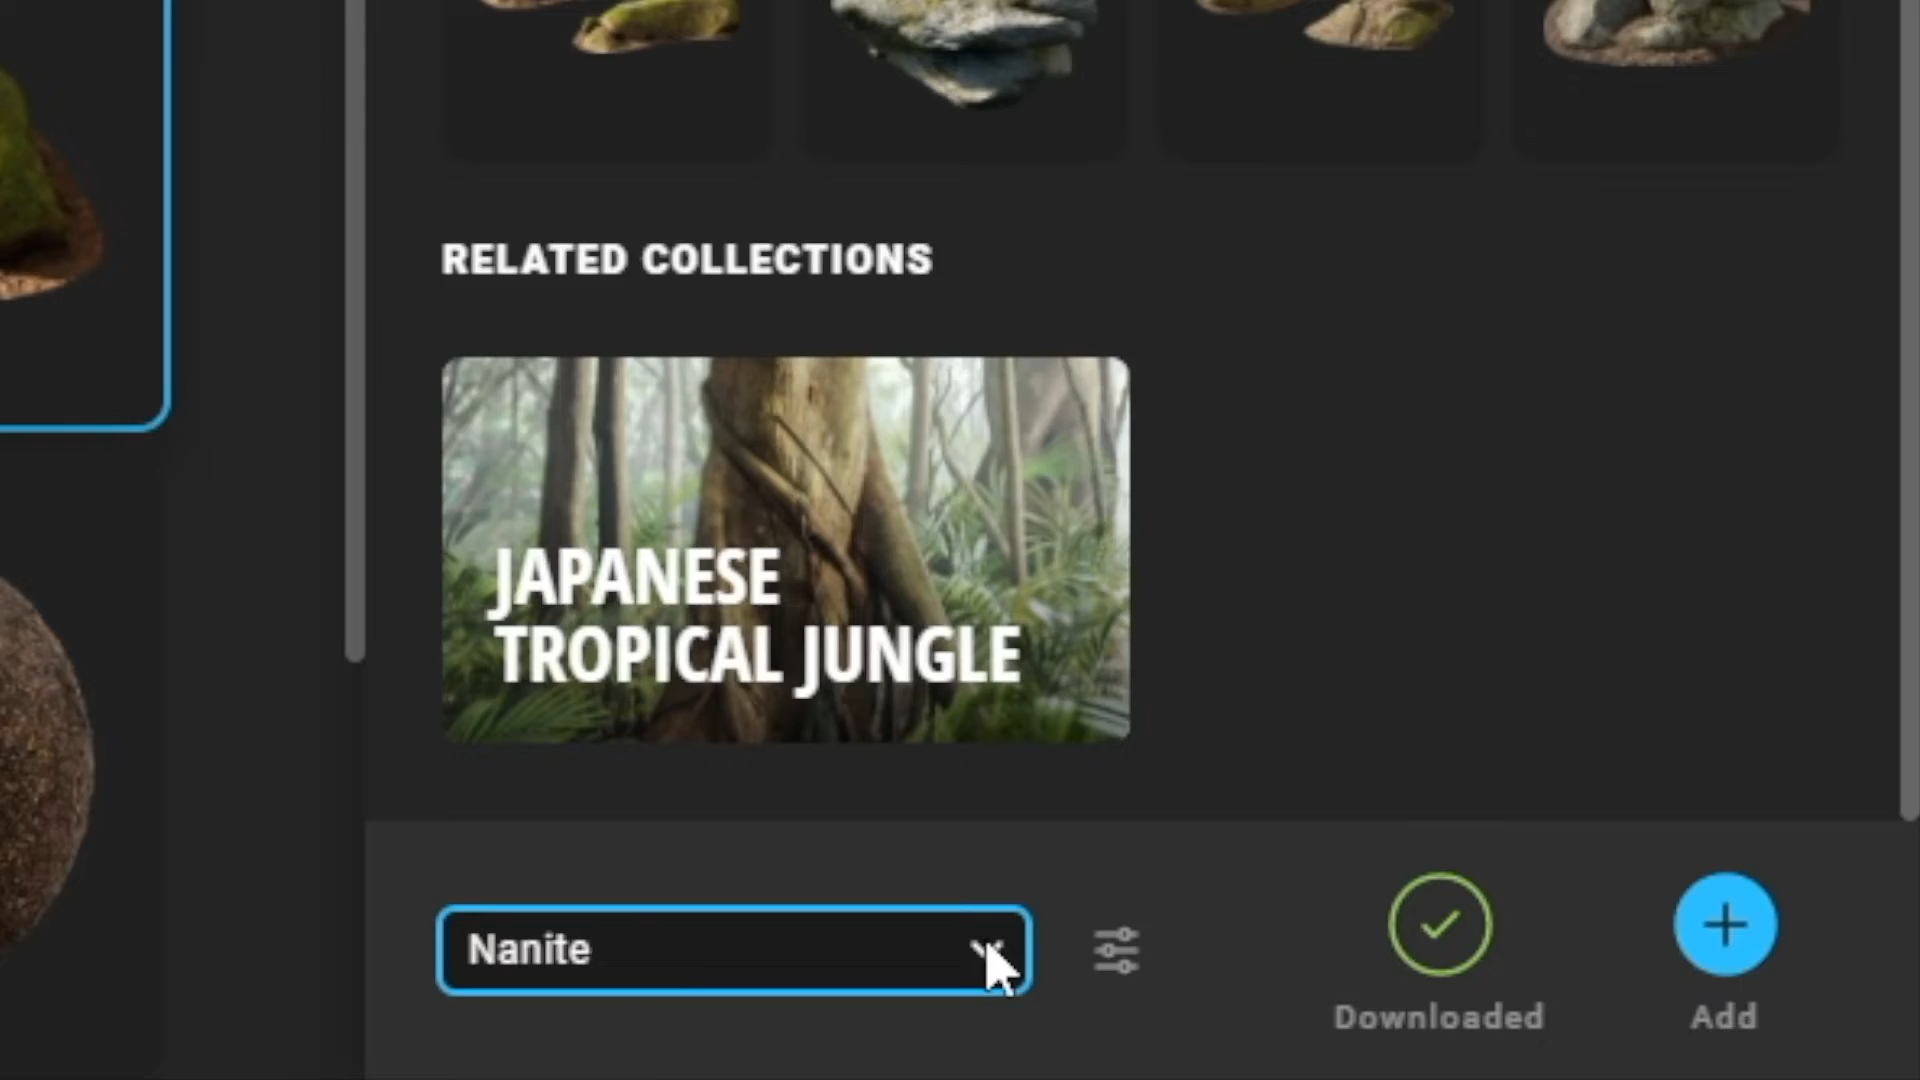 RELATED COLLECTIONS
JAPANESE
TROPICAL JUNGLE
Nanite
Downloaded
Add